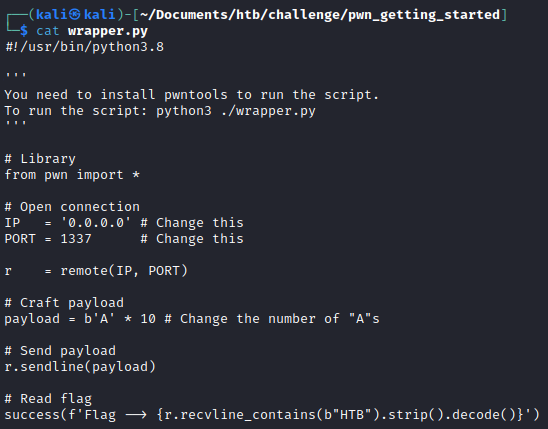 ┌──(kali㉿kali)-[~/Documents/htb/challenge/pwn_getting_started]
└─$ cat wrapper.py
#!/usr/bin/python3.8
'''
You need to install pwntools to run the script.
To run the script: python3 ./wrapper.py
'''
# Library
from pwn import *
# Open connection
IP   = '0.0.0.0' # Change this
PORT = 1337      # Change this
r    = remote(IP, PORT)
# Craft payload
payload = b'A' * 10 # Change the number of "A"s
# Send payload
r.sendline(payload)
# Read flag
success(f'Flag --> {r.recvline_contains(b"HTB").strip().decode()}')